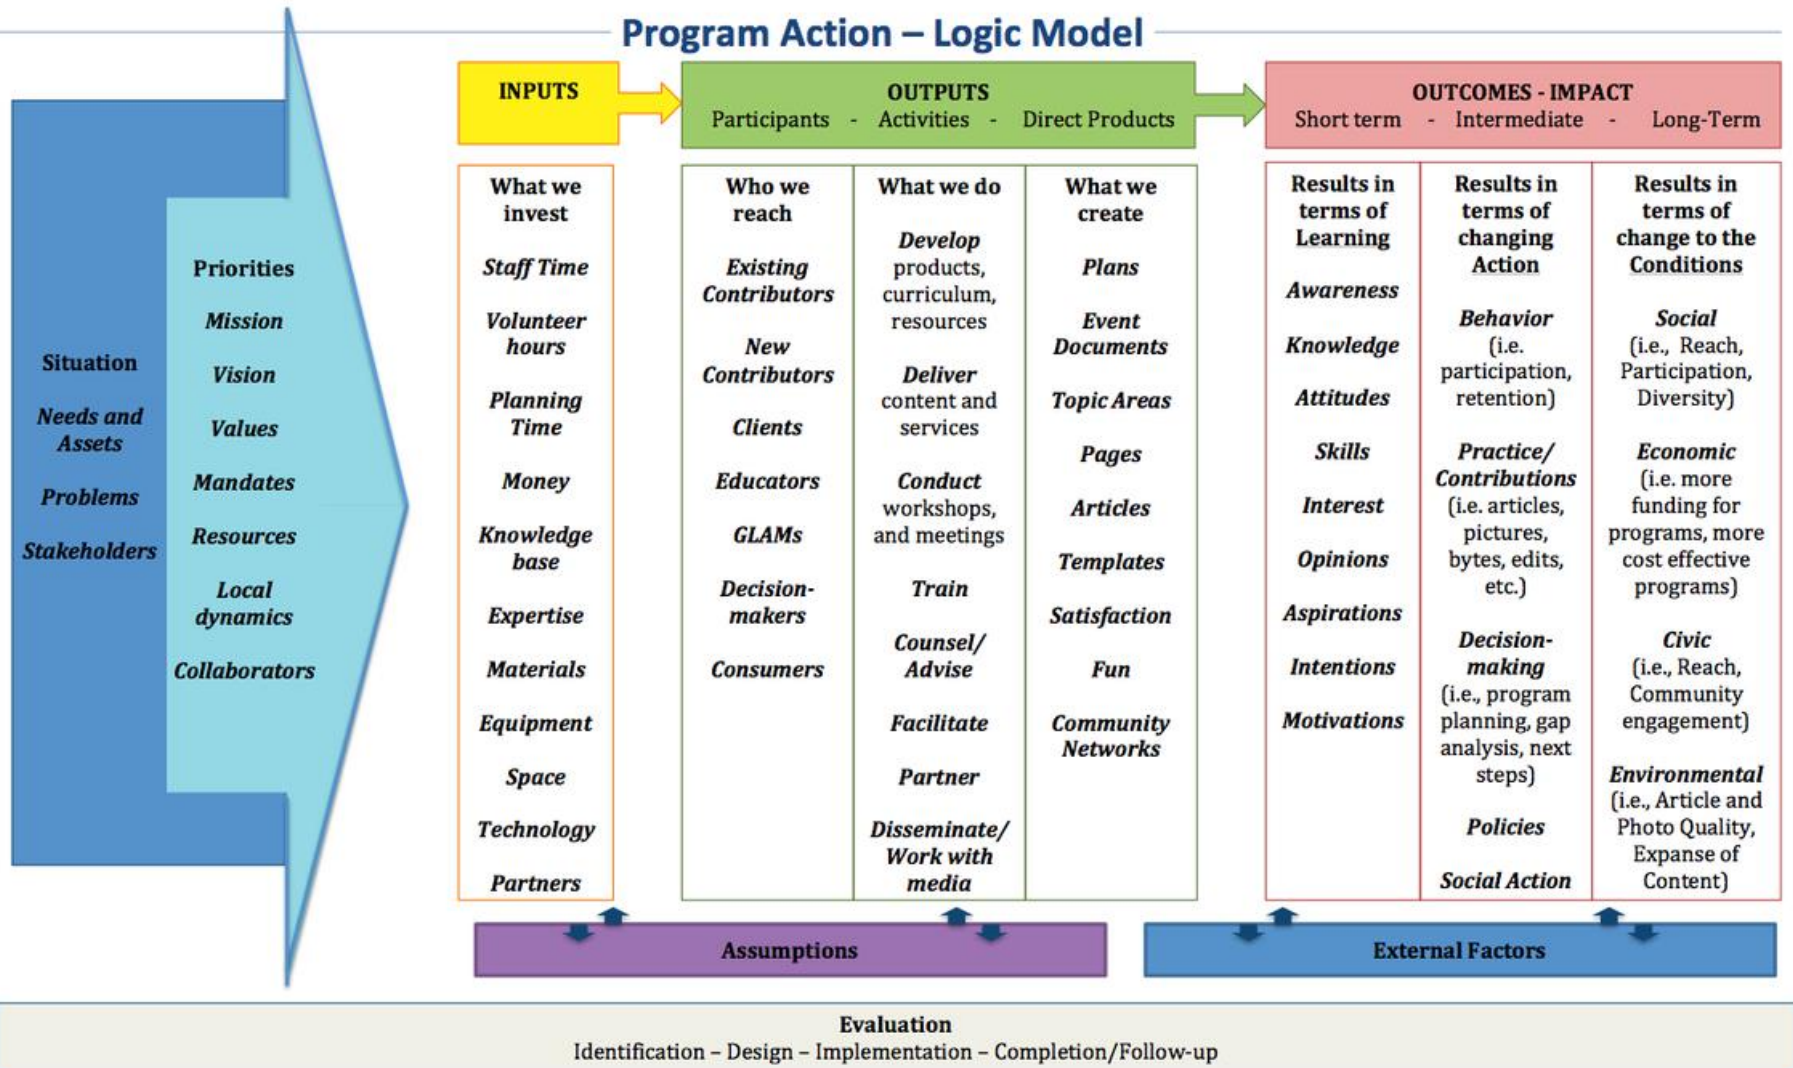 Program Action – Logic Model
Situation
Needs and
Assets
Problems
Stakeholders
Priorities
Mission
Vision
Values
Mandates
Resources
Local
dynamics
Collaborators
INPUTS
What we
invest
Staff Time
Volunteer
hours
Planning
Time
Money
Knowledge
base
Expertise
Materials
Equipment
Space
Technology
Partners
OUTPUTS
Participants - Activities - Direct Products
Who we
reach
Existing
Contributors
New
Contributors
Clients
Educators
GLAMs
Decision-
makers
Consumers
What we do
Develop
products,
curriculum,
resources
Deliver
content and
services
Conduct
workshops,
and meetings
Train
Counsel/
Advise
Facilitate
Partner
Disseminate/
Work with
media
What we
create
Plans
Event
Documents
Topic Areas
Pages
Articles
Templates
Satisfaction
Fun
Community
Networks
OUTCOMES - IMPACT
Short term - Intermediate - Long-Term
Results in
terms of
Learning
Awareness
Knowledge
Attitudes
Skills
Interest
Opinions
Aspirations
Intentions
Motivations
Results in
terms of
changing
Action
Behavior
(i.e.
participation,
retention)
Practice/
Contributions
(i.e. articles,
pictures,
bytes, edits,
etc.)
Decision-
making
(i.e., program
planning, gap
analysis, next
steps)
Policies
Social Action
Results in
terms of
change to the
Conditions
Social
(i.e., Reach,
Participation,
Diversity)
Economic
(i.e. more
funding for
programs, more
cost effective
programs)
Civic
(i.e., Reach,
Community
engagement)
Environmental
(i.e., Article and
Photo Quality,
Expanse of
Content)
Assumptions
External Factors
Evaluation
Identification – Design – Implementation – Completion/Follow-up